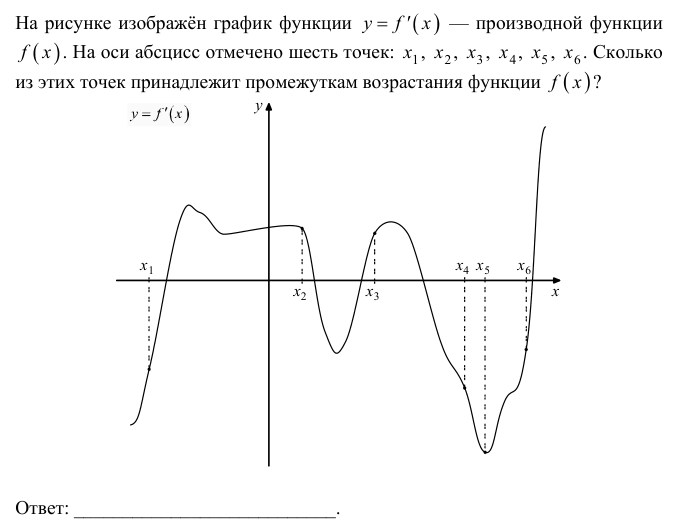 На рисунке изображён график функции y = f ′(x) — производной функции
f (x). На оси абсцисс отмечено шесть точек: x₁, x₂, x₃, x₄, x₅, x₆. Сколько
из этих точек принадлежит промежуткам возрастания функции f (x)?
y = f ′(x)
y
x₁
x₄ x₅ x₆
x₂ x₃ x
Ответ: ___________________________.